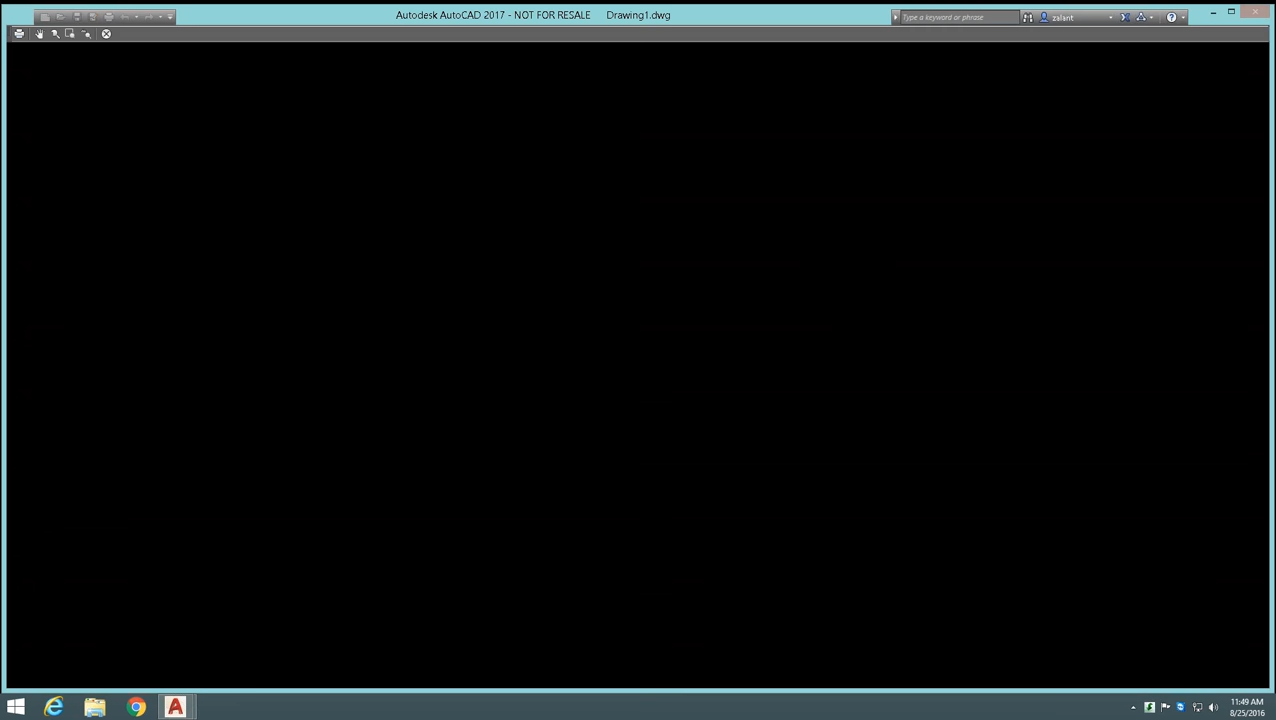 Autodesk AutoCAD 2017 - NOT FOR RESALE Drawing1.dwg
Type a keyword or phrase
zalant
11:49 AM
8/25/2016